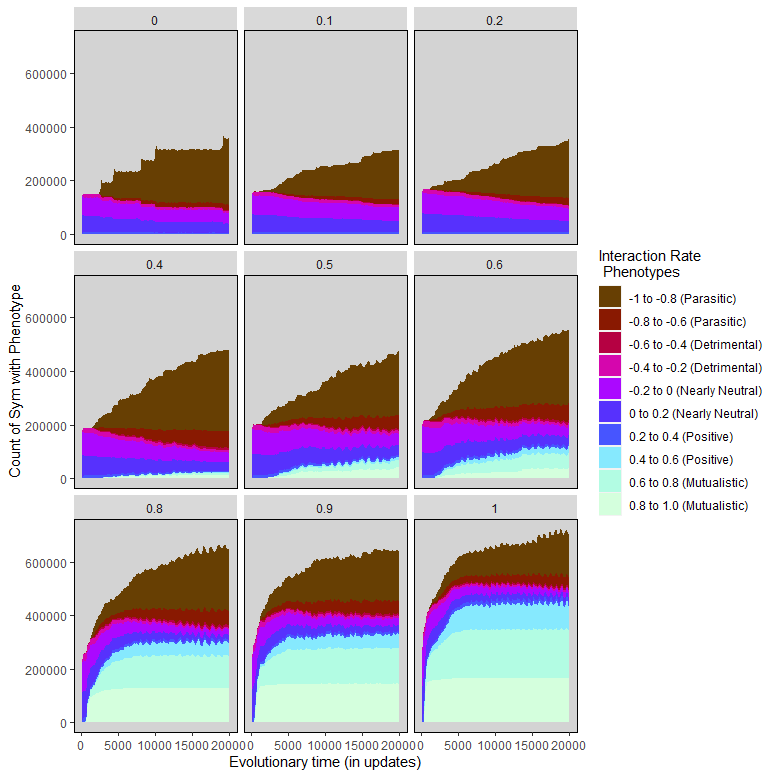 0 0.1 0.2
600000
400000
200000
0
0.4 0.5 0.6
600000
400000
200000
0
0.8 0.9 1
600000
400000
200000
0
0 5000 10000 15000 20000 0 5000 10000 15000 20000 0 5000 10000 15000 20000
Evolutionary time (in updates)
Count of Sym with Phenotype
Interaction Rate
Phenotypes
-1 to -0.8 (Parasitic)
-0.8 to -0.6 (Parasitic)
-0.6 to -0.4 (Detrimental)
-0.4 to -0.2 (Detrimental)
-0.2 to 0 (Nearly Neutral)
0 to 0.2 (Nearly Neutral)
0.2 to 0.4 (Positive)
0.4 to 0.6 (Positive)
0.6 to 0.8 (Mutualistic)
0.8 to 1.0 (Mutualistic)